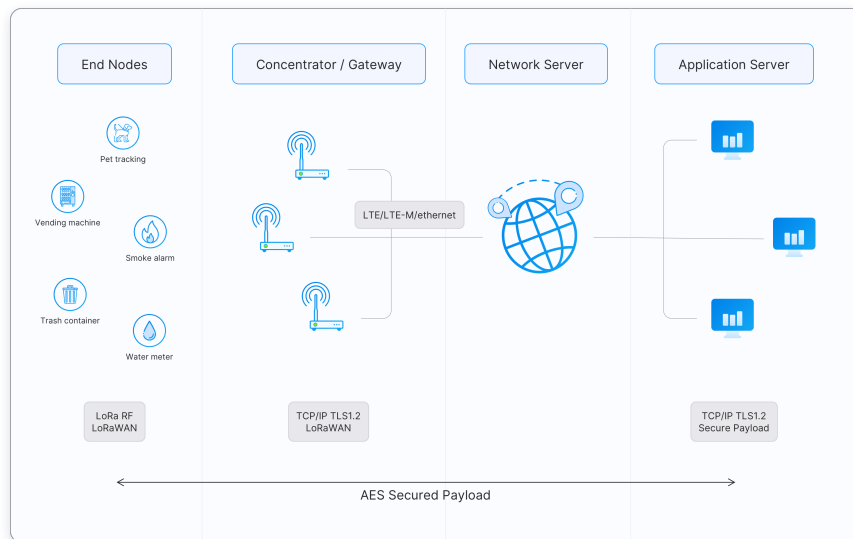 End Nodes
Concentrator / Gateway
Network Server
Application Server
Pet tracking
Vending machine
Smoke alarm
Trash container
Water meter
LTE/LTE-M/ethernet
LoRa RF
LoRaWAN
TCP/IP TLS1.2
LoRaWAN
TCP/IP TLS1.2
Secure Payload
AES Secured Payload